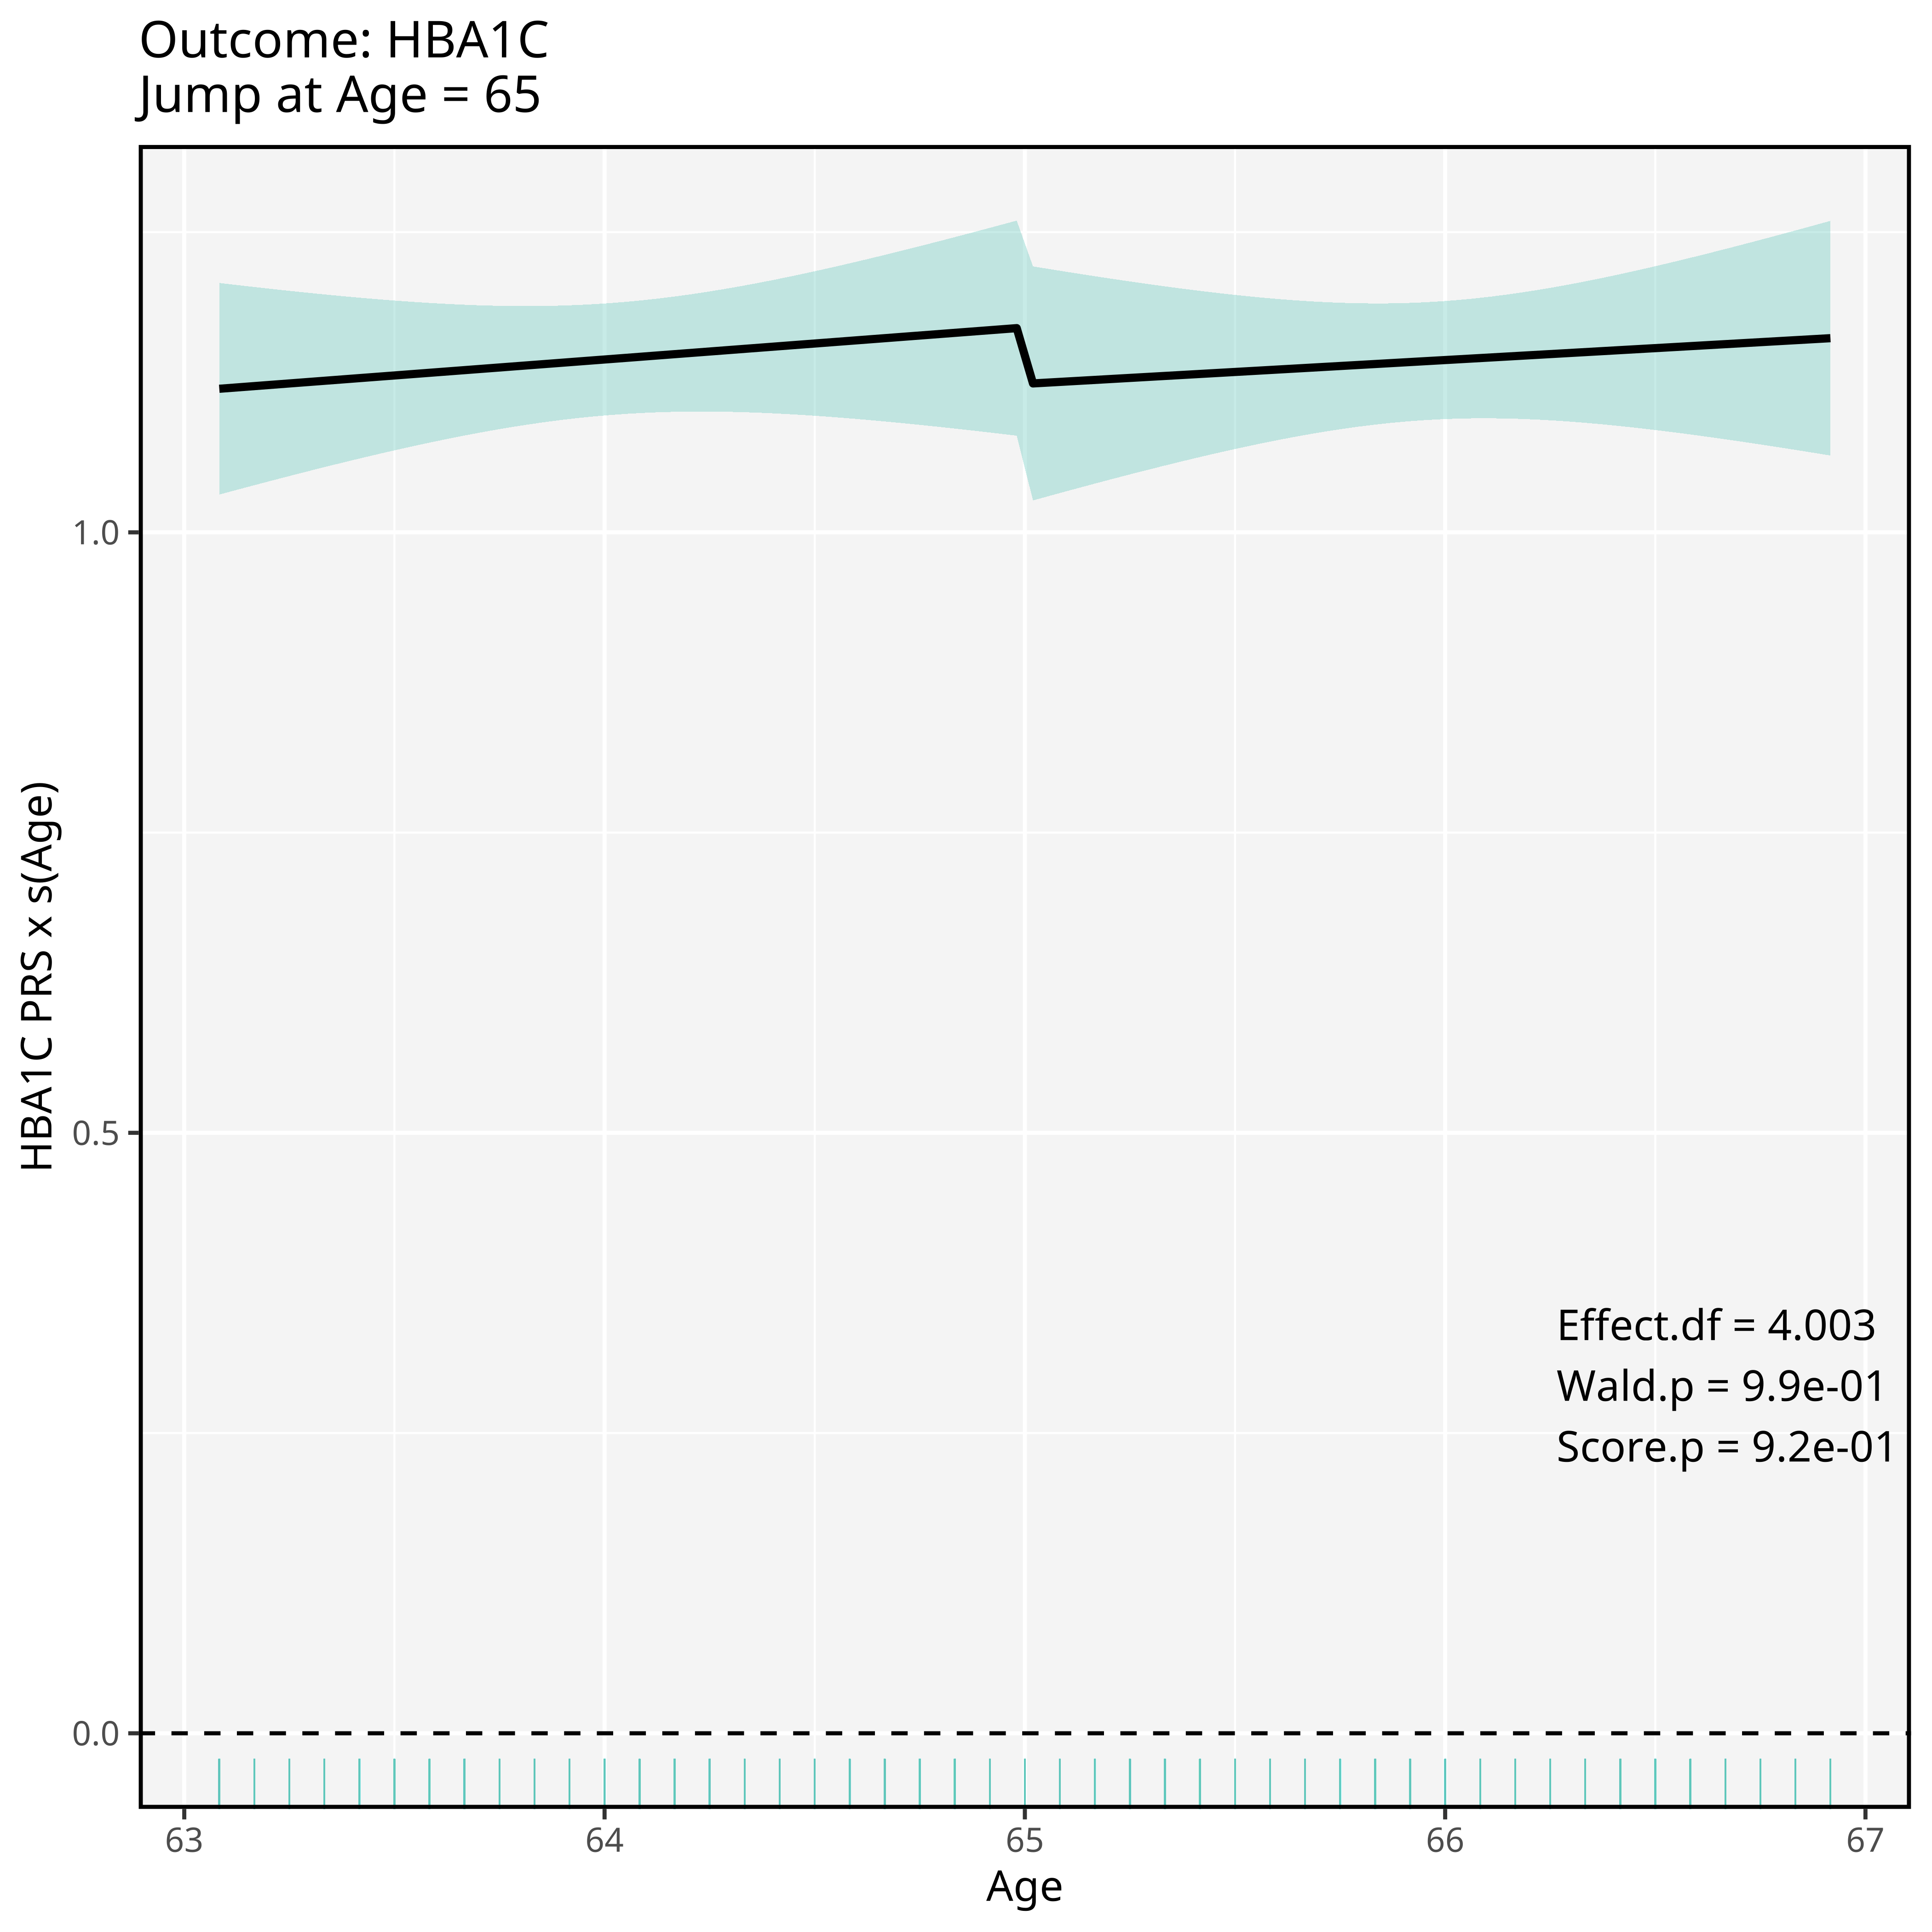 Outcome: HBA1C
Jump at Age = 65
HBA1C PRS x s(Age)
1.0
0.5
0.0
Effect.df = 4.003
Wald.p = 9.9e-01
Score.p = 9.2e-01
63 64 65 66 67
Age